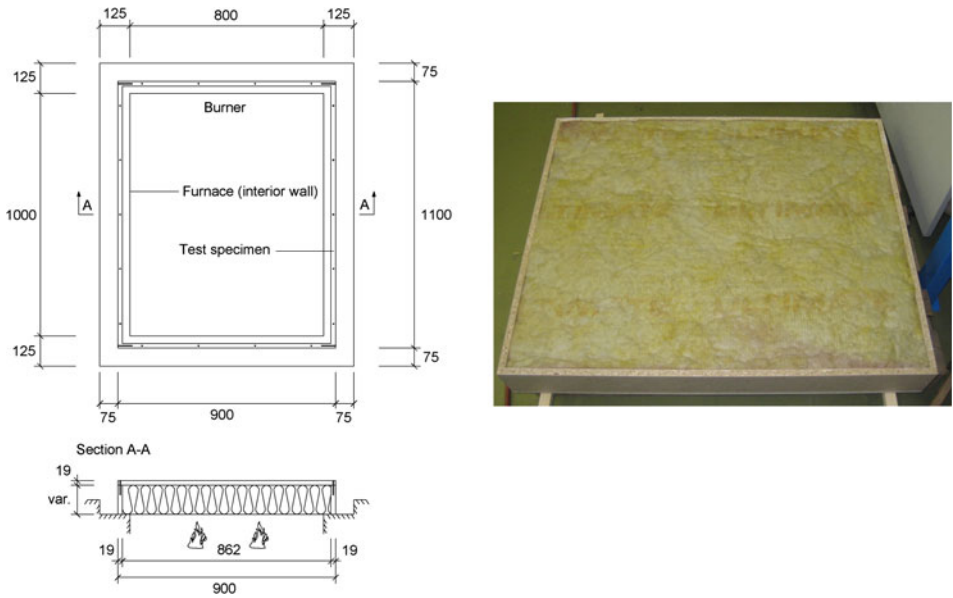 125
800
125
125
75
Burner
Furnace (interior wall)
A
A
1000
1100
Test specimen
125
75
75
900
75
Section A-A
19
var.
19
862
19
900